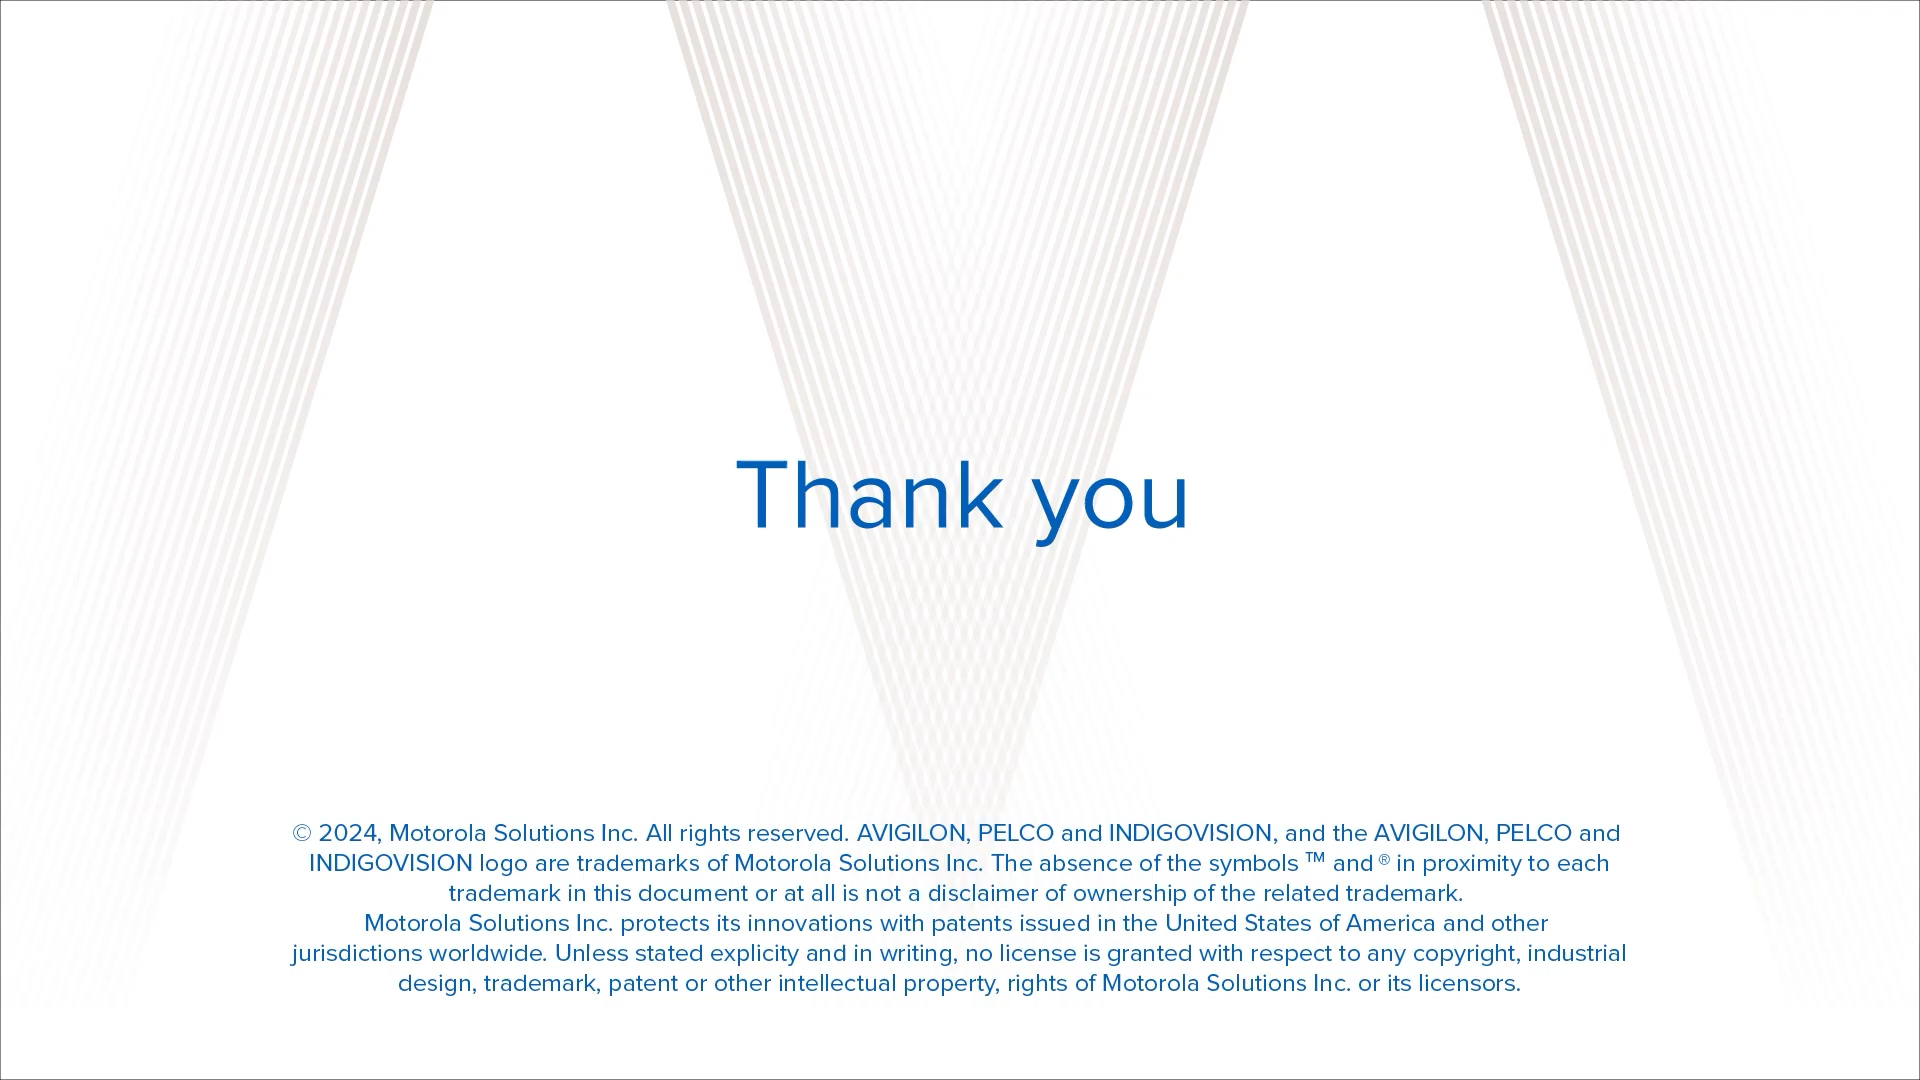 Thank you
© 2024, Motorola Solutions Inc. All rights reserved. AVIGILON, PELCO and INDIGOVISION, and the AVIGILON, PELCO and
INDIGOVISION logo are trademarks of Motorola Solutions Inc. The absence of the symbols ™ and ® in proximity to each
trademark in this document or at all is not a disclaimer of ownership of the related trademark.
Motorola Solutions Inc. protects its innovations with patents issued in the United States of America and other
jurisdictions worldwide. Unless stated explicity and in writing, no license is granted with respect to any copyright, industrial
design, trademark, patent or other intellectual property, rights of Motorola Solutions Inc. or its licensors.